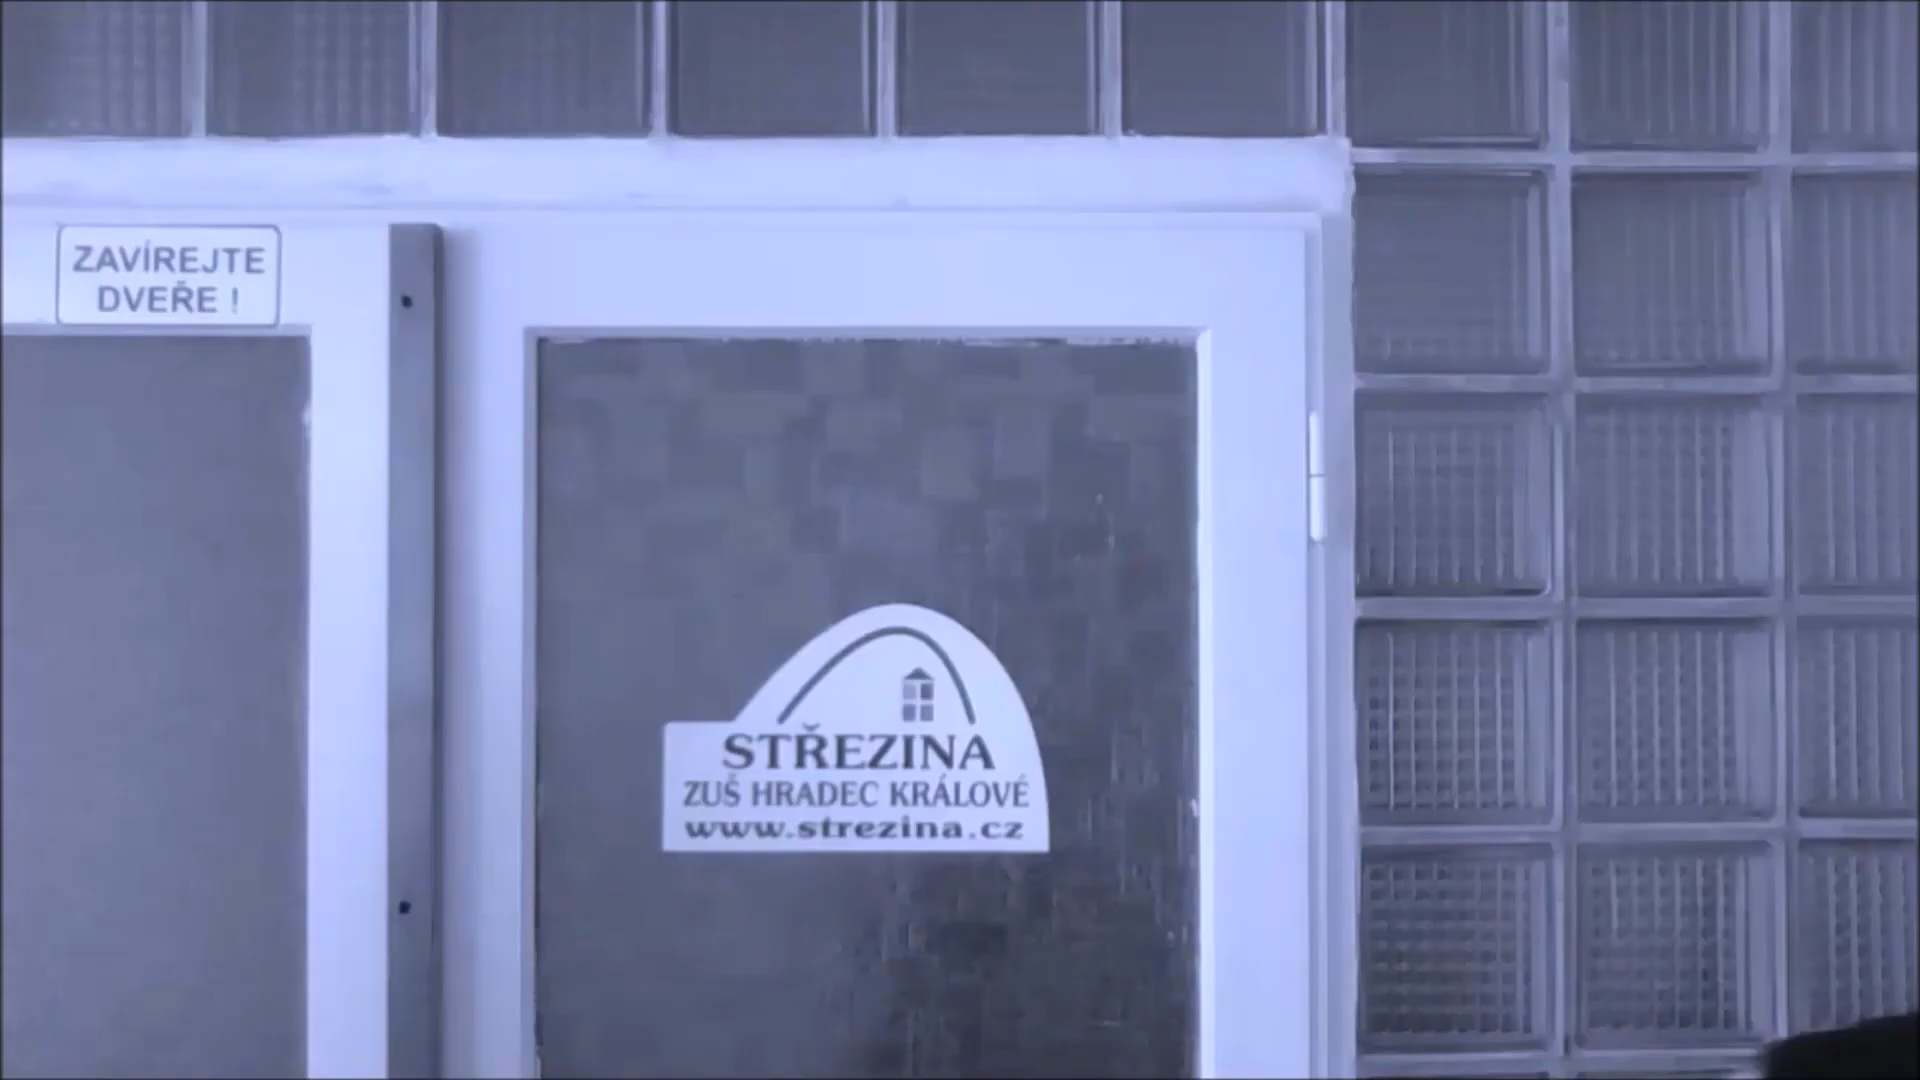 ZAVÍREJTE
DVEŘE !
STŘEZINA
ZUŠ HRADEC KRÁLOVÉ
www.strezina.cz